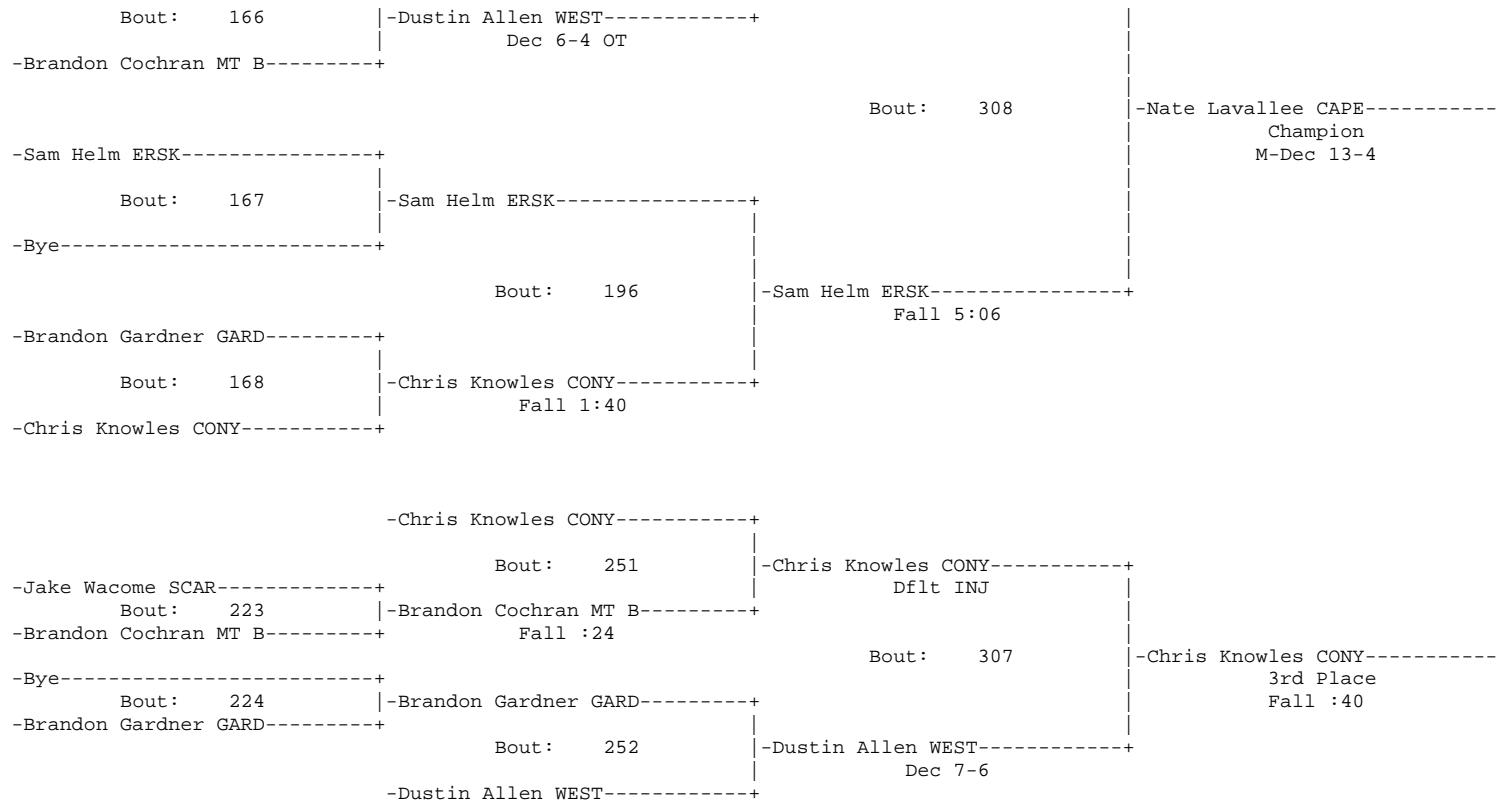 Bout: 166 |-Dustin Allen WEST------------+ |
| Dec 6-4 OT |
-Brandon Cochran MT B---------+ |
|
Bout: 308 |-Nate Lavallee CAPE-----------
| Champion
-Sam Helm ERSK----------------+ | M-Dec 13-4
| |
Bout: 167 |-Sam Helm ERSK----------------+ |
| | |
-Bye--------------------------+ | |
| |
Bout: 196 |-Sam Helm ERSK----------------+
| Fall 5:06
-Brandon Gardner GARD---------+ |
| |
Bout: 168 |-Chris Knowles CONY-----------+
| Fall 1:40
-Chris Knowles CONY-----------+
-Chris Knowles CONY-----------+
|
Bout: 251 |-Chris Knowles CONY-----------+
-Jake Wacome SCAR-------------+ | Dflt INJ |
Bout: 223 |-Brandon Cochran MT B---------+ |
-Brandon Cochran MT B---------+ Fall :24 |
Bout: 307 |-Chris Knowles CONY-----------
-Bye--------------------------+ | 3rd Place
Bout: 224 |-Brandon Gardner GARD---------+ | Fall :40
-Brandon Gardner GARD---------+ | |
Bout: 252 |-Dustin Allen WEST------------+
| Dec 7-6
-Dustin Allen WEST------------+